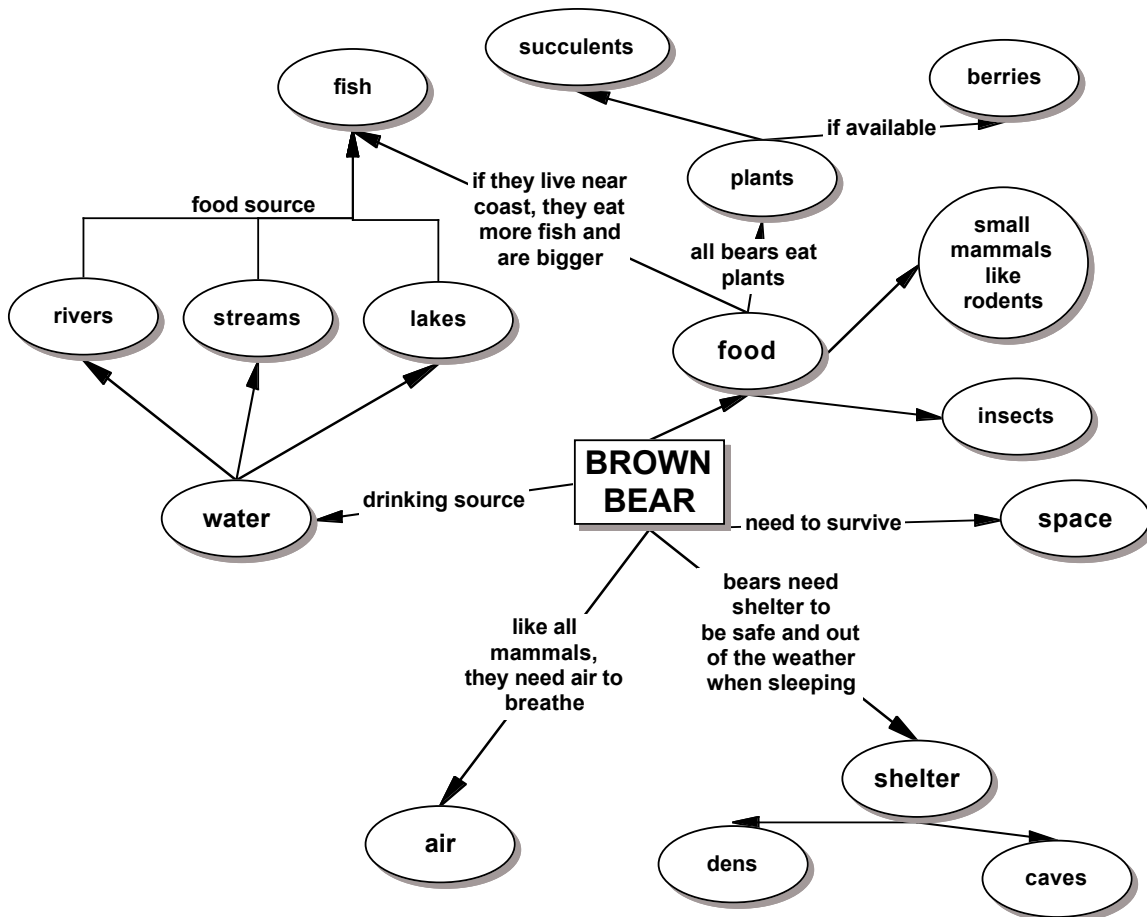 succulents
fish
berries
if available
plants
if they live near
coast, they eat
more fish and
are bigger
food source
all bears eat
plants
small
mammals
like
rodents
rivers
streams
lakes
food
insects
BROWN
BEAR
drinking source
water
need to survive
space
bears need
shelter to
be safe and out
of the weather
when sleeping
like all
mammals,
they need air to
breathe
shelter
air
dens
caves